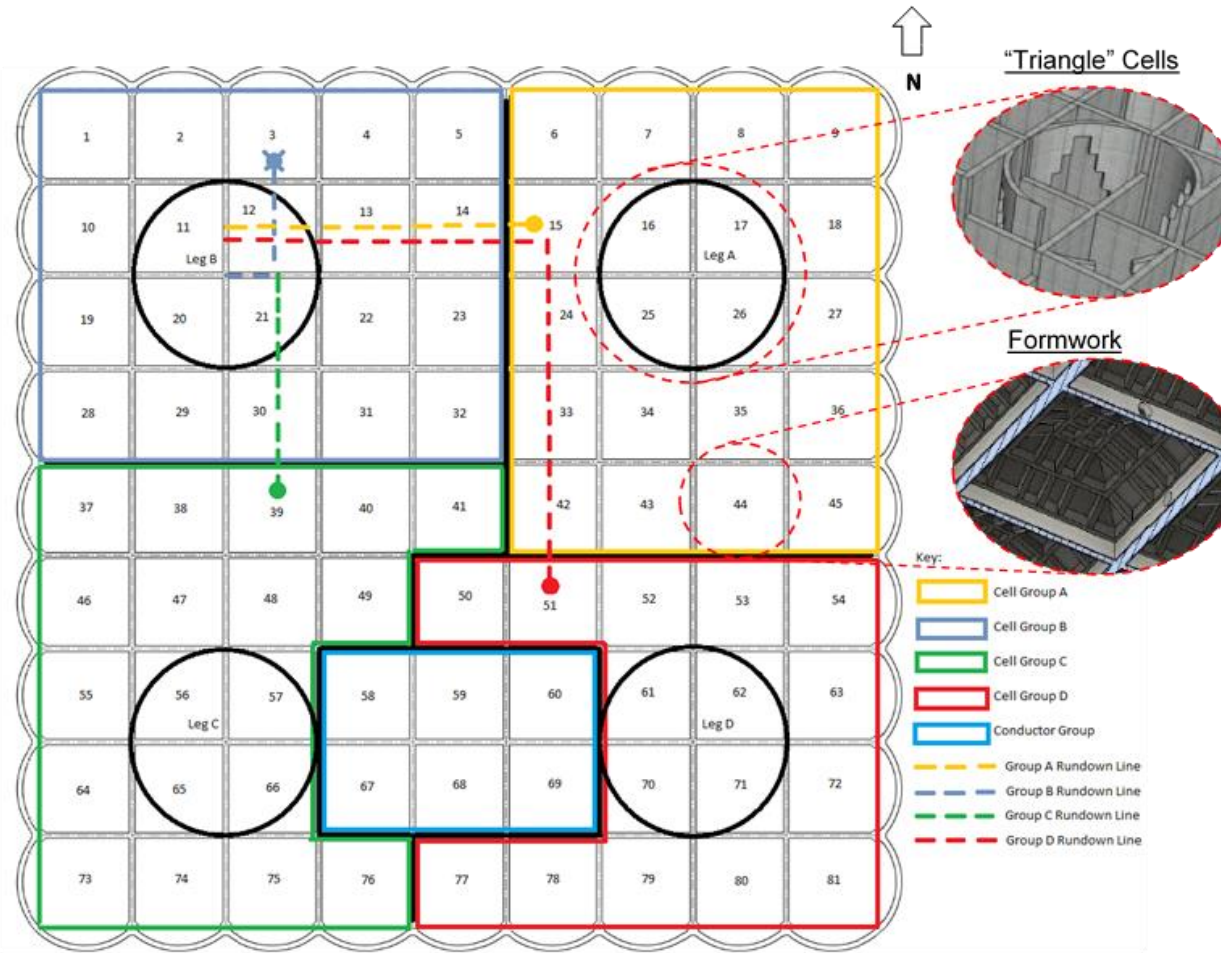 "Triangle" Cells
N
1 2 3 4 5 6 7 8 9
10 11 12 13 14 15 16 17 18
Leg B Leg A
19 20 21 22 23 24 25 26 27
Formwork
28 29 30 31 32 33 34 35 36
37 38 39 40 41 42 43 44 45
Key:
Cell Group A
46 47 48 49 50 51 52 53 54
Cell Group B
Cell Group C
55 56 57 58 59 60 61 62 63
Cell Group D
Leg C Leg D
Conductor Group
Group A Rundown Line
64 65 66 67 68 69 70 71 72
Group B Rundown Line
Group C Rundown Line
Group D Rundown Line
73 74 75 76 77 78 79 80 81